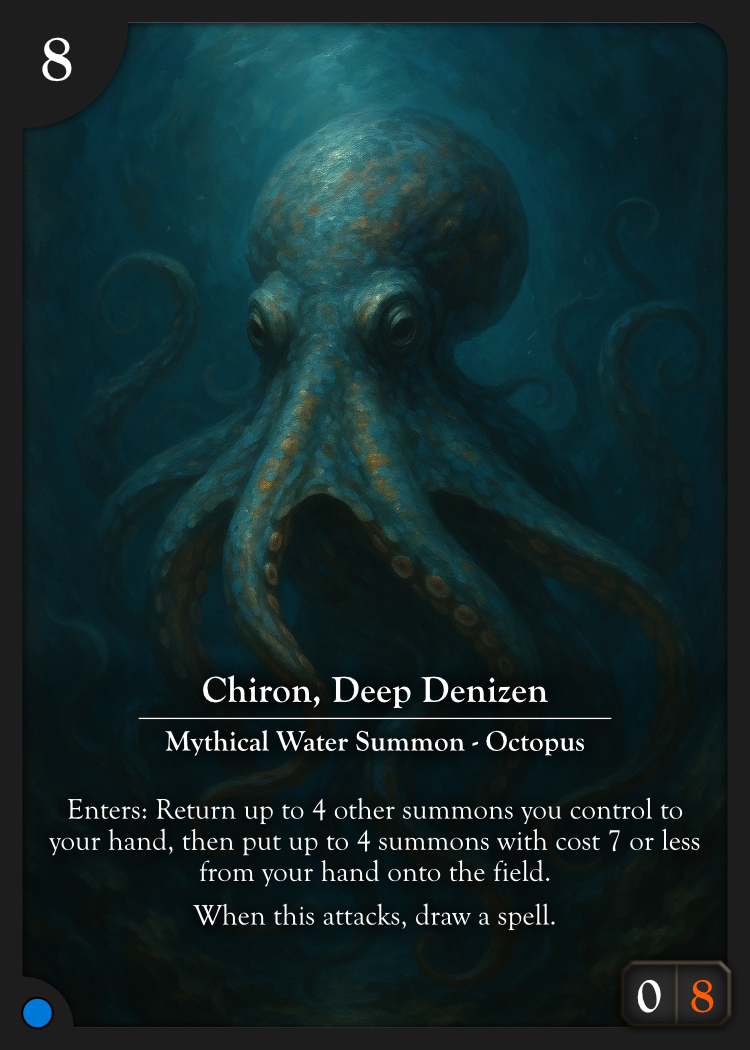 8
Chiron, Deep Denizen
Mythical Water Summon - Octopus
Enters: Return up to 4 other summons you control to
your hand, then put up to 4 summons with cost 7 or less
from your hand onto the field.
When this attacks, draw a spell.
0 8